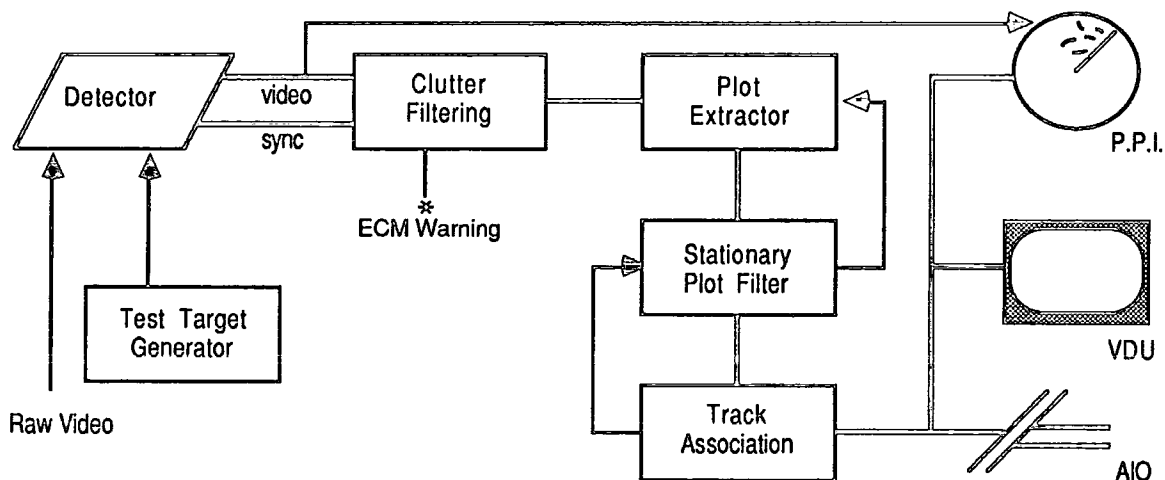 Detector
video
sync
Clutter
Filtering
Plot
Extractor
P.P.I.
ECM Warning
Stationary
Plot Filter
Test Target
Generator
VDU
Raw Video
Track
Association
AIO